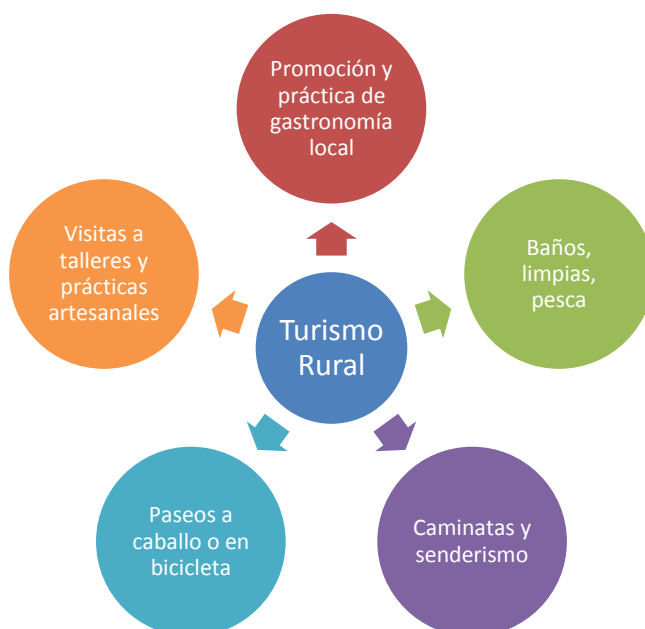 Promoción y
práctica de
gastronomía
local
Visitas a
talleres y
prácticas
artesanales
Baños,
limpias,
pesca
Turismo
Rural
Paseos a
caballo o en
bicicleta
Caminatas y
senderismo